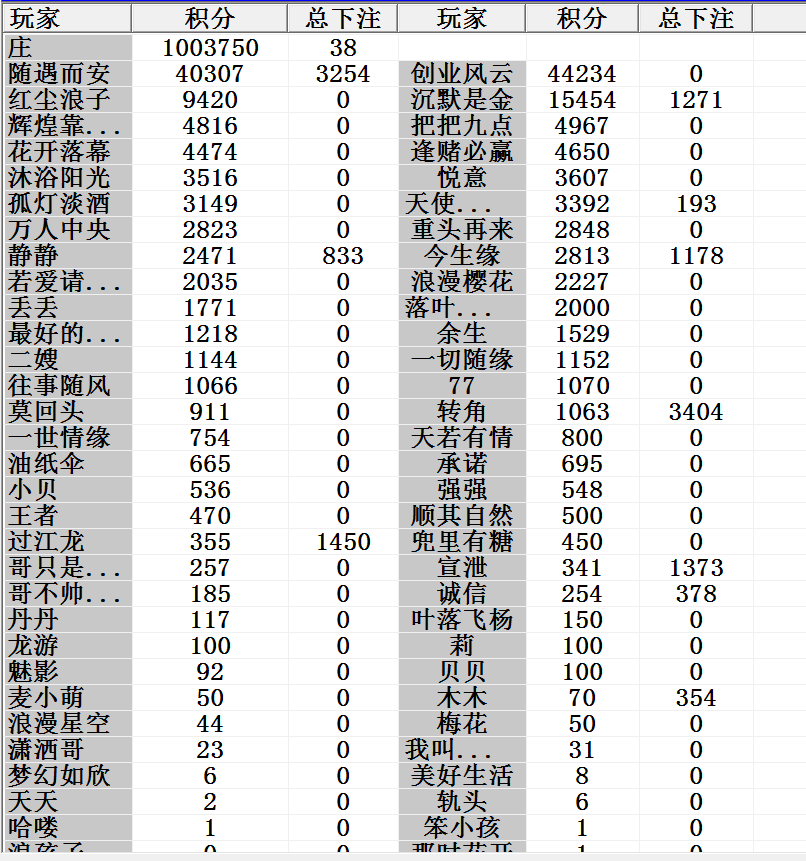 玩家 积分 总下注 玩家 积分 总下注
庄 1003750 38
随遇而安 40307 3254 创业风云 44234 0
红尘浪子 9420 0 沉默是金 15454 1271
辉煌靠... 4816 0 把把九点 4967 0
花开落幕 4474 0 逢赌必赢 4650 0
沐浴阳光 3516 0 悦意 3607 0
孤灯淡酒 3149 0 天使... 3392 193
万人中央 2823 0 重头再来 2848 0
静静 2471 833 今生缘 2813 1178
若爱请... 2035 0 浪漫樱花 2227 0
丢丢 1771 0 落叶... 2000 0
最好的... 1218 0 余生 1529 0
二嫂 1144 0 一切随缘 1152 0
往事随风 1066 0 77 1070 0
莫回头 911 0 转角 1063 3404
一世情缘 754 0 天若有情 800 0
油纸伞 665 0 承诺 695 0
小贝 536 0 强强 548 0
王者 470 0 顺其自然 500 0
过江龙 355 1450 兜里有糖 450 0
哥只是... 257 0 宣泄 341 1373
哥不帅... 185 0 诚信 254 378
丹丹 117 0 叶落飞杨 150 0
龙游 100 0 莉 100 0
魅影 92 0 贝贝 100 0
麦小萌 50 0 木木 70 354
浪漫星空 44 0 梅花 50 0
潇洒哥 23 0 我叫... 31 0
梦幻如欣 6 0 美好生活 8 0
天天 2 0 轨头 6 0
哈喽 1 0 笨小孩 1 0